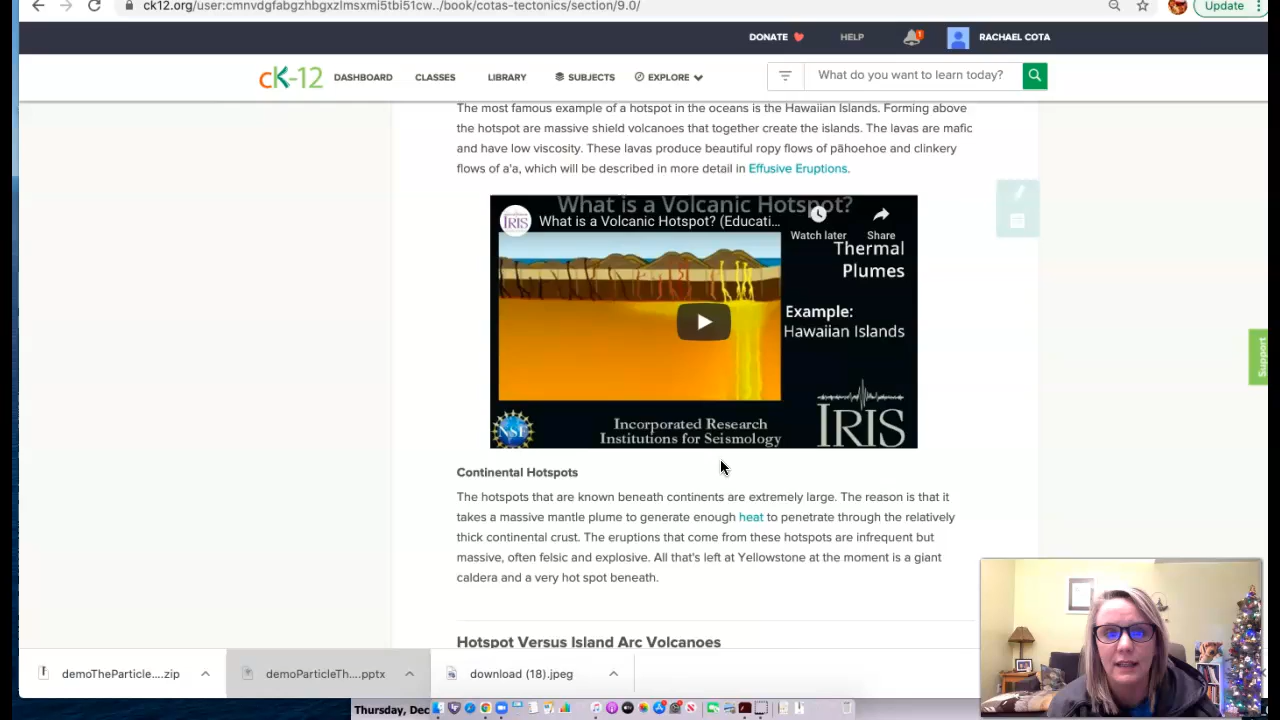 ck12.org/user:cmnvdgfabgzhbgxzlmsxmi5tbi51cw../book/cotas-tectonics/section/9.0/
Update
DONATE HELP 1 RACHAEL COTA
cK-12 DASHBOARD CLASSES LIBRARY SUBJECTS EXPLORE What do you want to learn today?
The most famous example of a hotspot in the oceans is the Hawaiian Islands. Forming above
the hotspot are massive shield volcanoes that together create the islands. The lavas are mafic
and have low viscosity. These lavas produce beautiful ropy flows of pāhoehoe and clinkery
flows of a'a, which will be described in more detail in Effusive Eruptions.
What is a Volcanic Hotspot?
IRIS What is a Volcanic Hotspot? (Educati...
Watch later Share
Thermal
Plumes
Example:
Hawaiian Islands
NSF
Incorporated Research
Institutions for Seismology
IRIS
Support
Continental Hotspots
The hotspots that are known beneath continents are extremely large. The reason is that it
takes a massive mantle plume to generate enough heat to penetrate through the relatively
thick continental crust. The eruptions that come from these hotspots are infrequent but
massive, often felsic and explosive. All that's left at Yellowstone at the moment is a giant
caldera and a very hot spot beneath.
Hotspot Versus Island Arc Volcanoes
demoTheParticle....zip demoParticleTh....pptx download (18).jpeg
Thursday, Dec